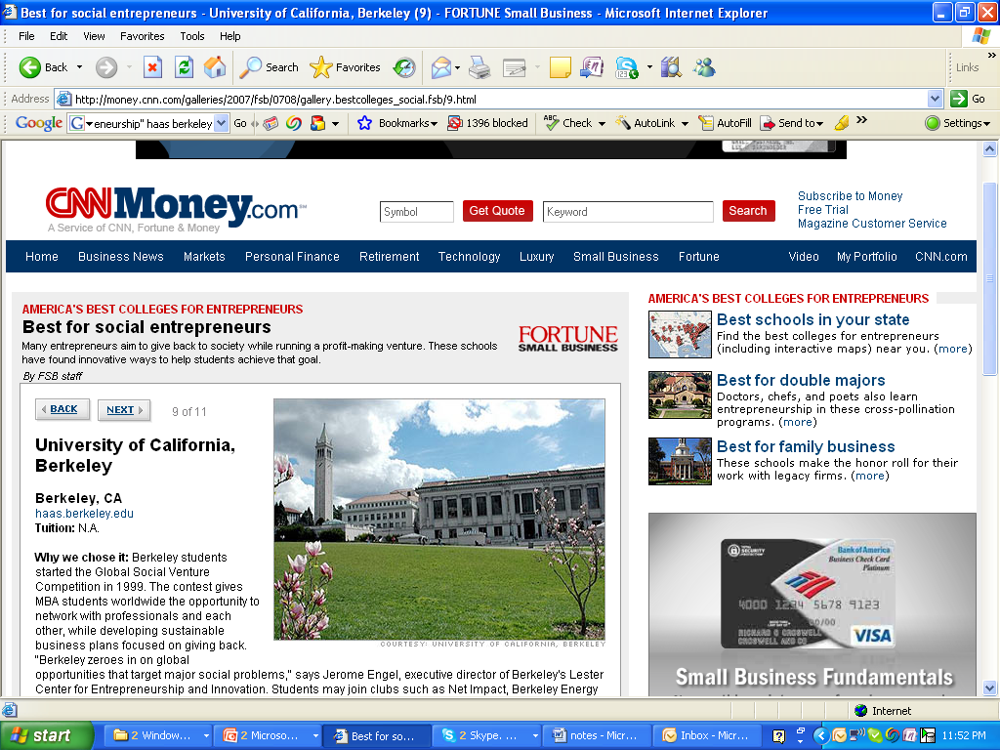 Best for social entrepreneurs - University of California, Berkeley (9) - FORTUNE Small Business - Microsoft Internet Explorer
File Edit View Favorites Tools Help
Back Search Favorites Links
Address http://money.cnn.com/galleries/2007/fsb/0708/gallery.bestcolleges_social.fsb/9.html Go
Google eneurship" haas berkeley Go Bookmarks 1396 blocked Check AutoLink AutoFill Send to Settings
CNNMoney.com
A Service of CNN, Fortune & Money
Symbol Get Quote Keyword Search
Subscribe to Money
Free Trial
Magazine Customer Service
Home Business News Markets Personal Finance Retirement Technology Luxury Small Business Fortune Video My Portfolio CNN.com
AMERICA'S BEST COLLEGES FOR ENTREPRENEURS
Best for social entrepreneurs
Many entrepreneurs aim to give back to society while running a profit-making venture. These schools
have found innovative ways to help students achieve that goal.
By FSB staff
FORTUNE
SMALL BUSINESS
BACK NEXT 9 of 11
University of California,
Berkeley
Berkeley, CA
haas.berkeley.edu
Tuition: N.A.
Why we chose it: Berkeley students
started the Global Social Venture
Competition in 1999. The contest gives
MBA students worldwide the opportunity to
network with professionals and each
other, while developing sustainable
business plans focused on giving back.
"Berkeley zeroes in on global
opportunities that target major social problems," says Jerome Engel, executive director of Berkeley's Lester
Center for Entrepreneurship and Innovation. Students may join clubs such as Net Impact, Berkeley Energy
COURTESY: UNIVERSITY OF CALIFORNIA, BERKELEY
AMERICA'S BEST COLLEGES FOR ENTREPRENEURS
Best schools in your state
Find the best colleges for entrepreneurs
(including interactive maps) near you. (more)
Best for double majors
Doctors, chefs, and poets also learn
entrepreneurship in these cross-pollination
programs. (more)
Best for family business
These schools make the honor roll for their
work with legacy firms. (more)
TOTAL SECURITY
Bank of America
Business Check Card
Platinum
4000 1234 5678 9123
RICHARD G CROSWELL
CROSWELL AND CO
VISA
Small Business Fundamentals
Internet
start 2 Window... 2 Microso... Best for so... 2 Skype. ... notes - Micr... Inbox - Micr... 11:52 PM